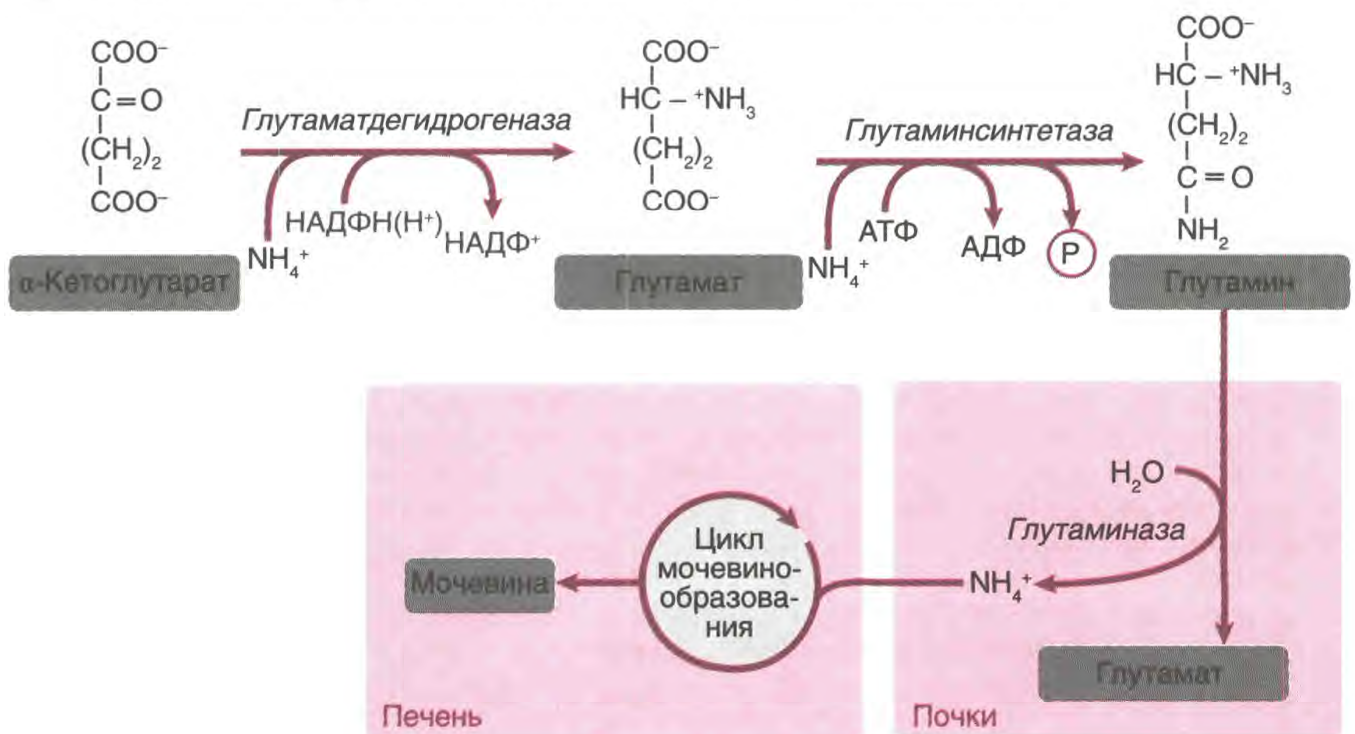 COO⁻
C=O
(CH₂)₂
COO⁻
α-Кетоглутарат
Глутаматдегидрогеназа
NH₄⁺
НАДФН(H⁺)
НАДФ⁺
COO⁻
HC – ⁺NH₃
(CH₂)₂
COO⁻
Глутамат
Глутаминсинтетаза
NH₄⁺
АТФ
АДФ
P
COO⁻
HC – ⁺NH₃
(CH₂)₂
C=O
NH₂
Глутамин
H₂O
Глутаминаза
NH₄⁺
Глутамат
Почки
Цикл
мочевино-
образова-
ния
Мочевина
Печень